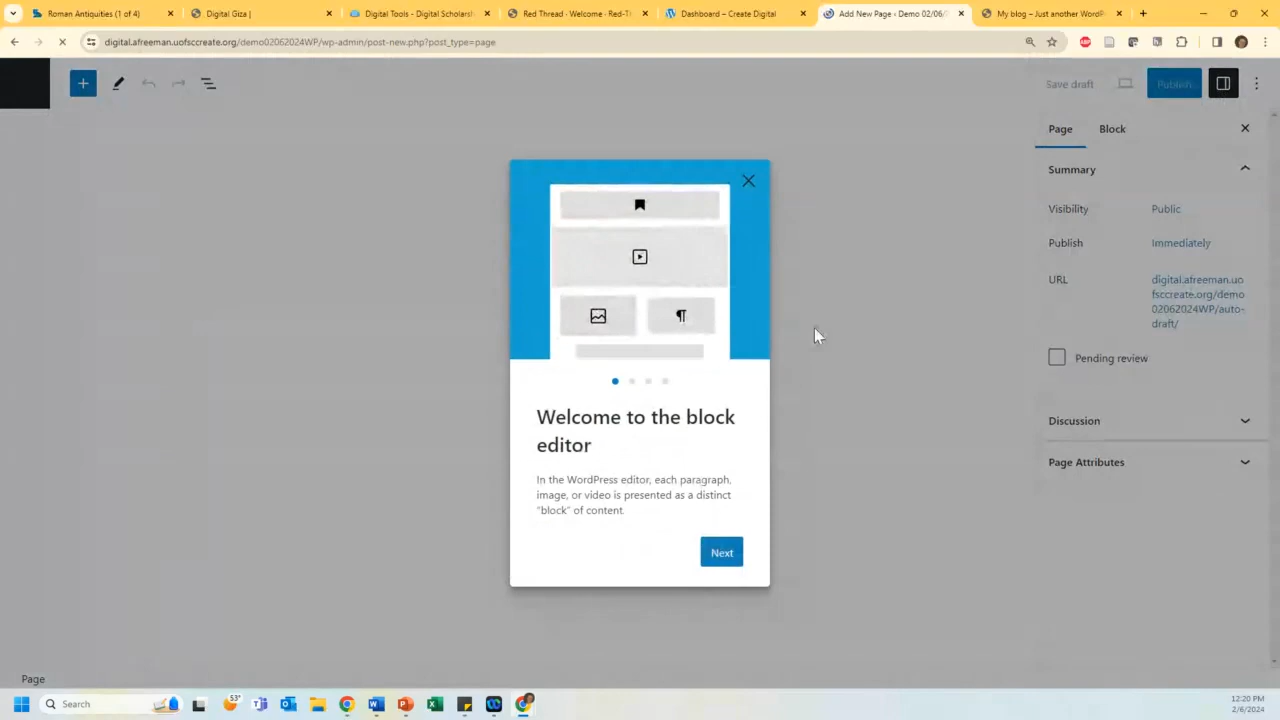 Roman Antiquities (1 of 4)
Digital Giza |
Digital Tools - Digital Scholarsh
Red Thread - Welcome - Red-T
Dashboard – Create Digital
Add New Page ‹ Demo 02/06/
My blog – Just another WordP
digital.afreeman.uofsccreate.org/demo02062024WP/wp-admin/post-new.php?post_type=page
Save draft
Publish
Page
Block
Summary
Visibility
Public
Publish
Immediately
URL
digital.afreeman.uo
fsccreate.org/demo
02062024WP/auto-
draft/
Pending review
Discussion
Page Attributes
Welcome to the block
editor
In the WordPress editor, each paragraph,
image, or video is presented as a distinct
“block” of content.
Next
Page
Search
53°
12:20 PM
2/6/2024